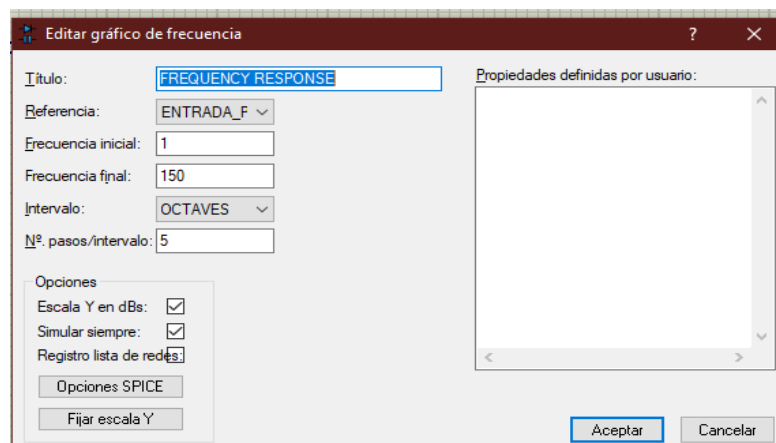 Editar gráfico de frecuencia ? ×
Título: FREQUENCY RESPONSE
Propiedades definidas por usuario:
Referencia: ENTRADA_F
Frecuencia inicial: 1
Frecuencia final: 150
Intervalo: OCTAVES
Nº. pasos/intervalo: 5
Opciones
Escala Y en dBs:
Simular siempre:
Registro lista de redes:
Opciones SPICE
Fijar escala Y
Aceptar Cancelar